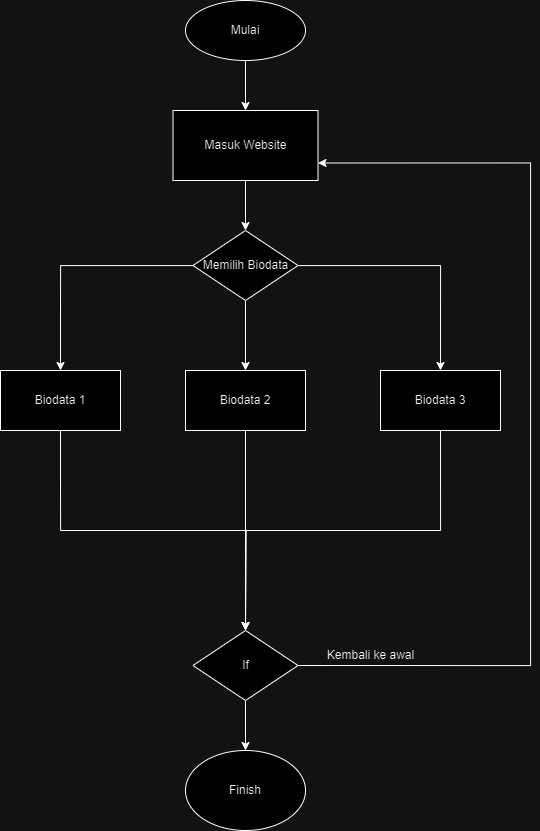 Mulai
Masuk Website
Memilih Biodata
Biodata 1
Biodata 2
Biodata 3
If
Kembali ke awal
Finish